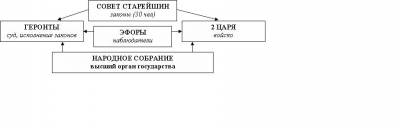 СОВЕТ СТАРЕЙШИН
законы (30 чел)
ГЕРОНТЫ
суд, исполнение законов
ЭФОРЫ
наблюдатели
2 ЦАРЯ
войско
НАРОДНОЕ СОБРАНИЕ
высший орган государства